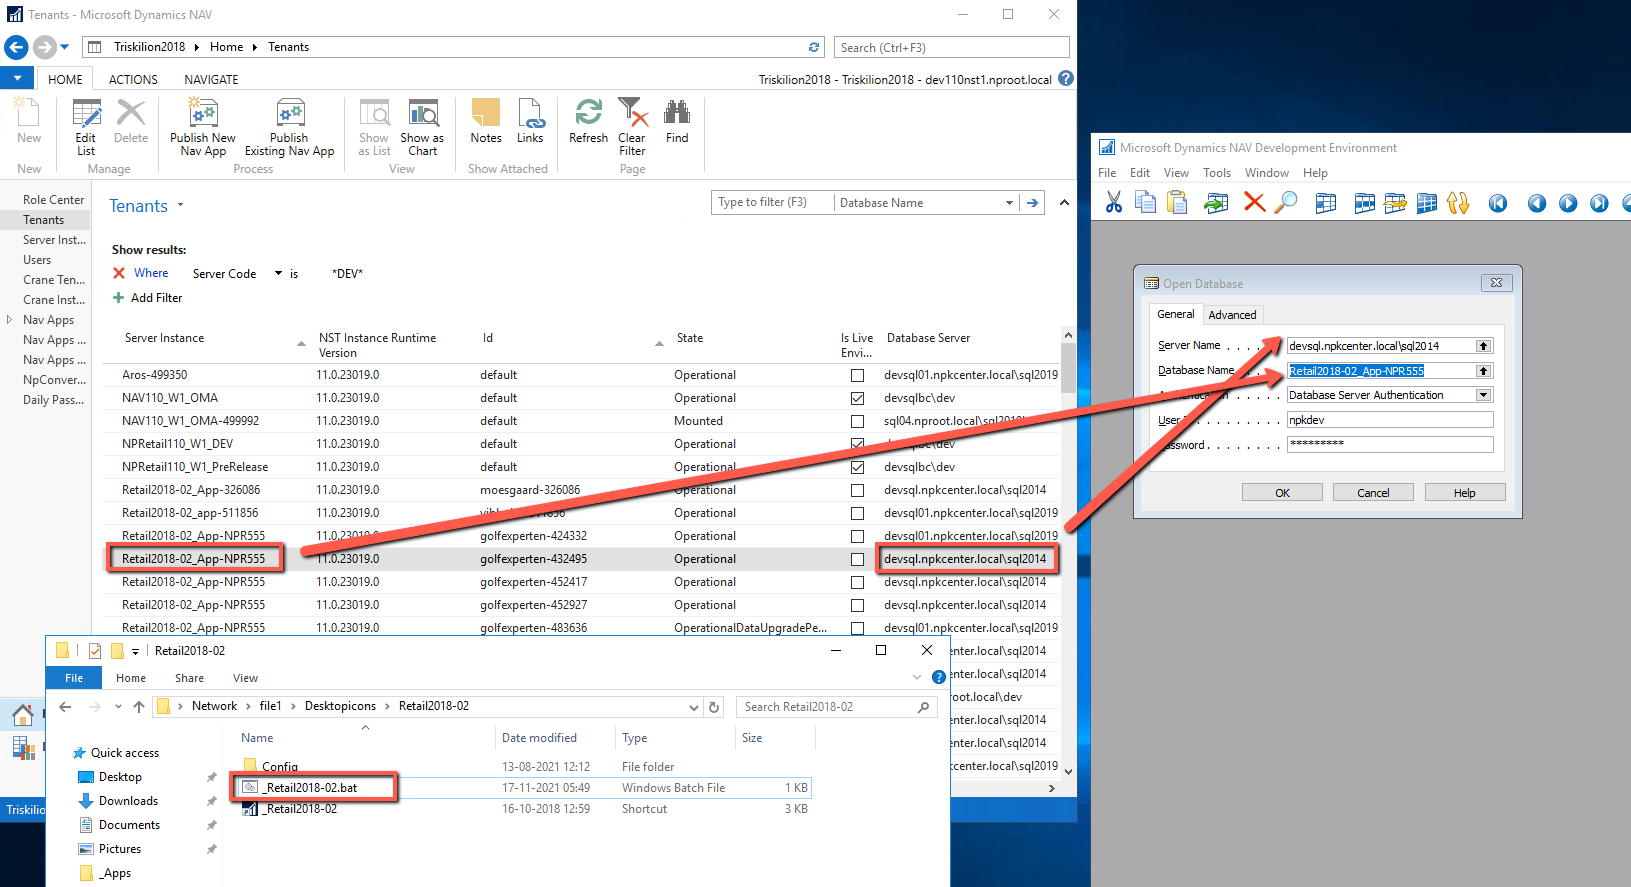 Tenants - Microsoft Dynamics NAV
Triskilion2018 Home Tenants
Search (Ctrl+F3)
HOME ACTIONS NAVIGATE
Triskilion2018 - Triskilion2018 - dev110nst1.nproot.local
New
Edit List
Delete
Publish New Nav App
Publish Existing Nav App
Show as List
Show as Chart
Notes
Links
Refresh
Clear Filter
Find
New Manage Process View Show Attached Page
Role Center
Tenants
Server Inst...
Users
Crane Ten...
Crane Inst...
Nav Apps
Nav Apps ...
Nav Apps ...
NpConver...
Daily Pass...
Tenants
Type to filter (F3) Database Name
Show results:
Where Server Code is *DEV*
Add Filter
Server Instance NST Instance Runtime Version Id State Is Live Envi... Database Server
Aros-499350 11.0.23019.0 default Operational devsql01.npkcenter.local\sql2019
NAV110_W1_OMA 11.0.23019.0 default Operational devsqlbc\dev
NAV110_W1_OMA-499992 11.0.23019.0 default Mounted sql04.nproot.local\sql2019
NPRetail110_W1_DEV 11.0.23019.0 default Operational
NPRetail110_W1_PreRelease 11.0.23019.0 default Operational devsqlbc\dev
Retail2018-02_App-326086 11.0.23019.0 moesgaard-326086 Operational devsql.npkcenter.local\sql2014
Retail2018-02_app-511856 11.0.23019.0 Operational devsql01.npkcenter.local\sql2019
Retail2018-02_App-NPR555 11.0.23019.0 golfexperten-424332 Operational devsql01.npkcenter.local\sql2019
Retail2018-02_App-NPR555 11.0.23019.0 golfexperten-432495 Operational devsql.npkcenter.local\sql2014
Retail2018-02_App-NPR555 11.0.23019.0 golfexperten-452417 Operational devsql.npkcenter.local\sql2014
Retail2018-02_App-NPR555 11.0.23019.0 golfexperten-452927 Operational devsql.npkcenter.local\sql2014
Retail2018-02_App-NPR555 11.0.23019.0 golfexperten-483636 OperationalDataUpgradePe... devsql01.npkcenter.local\sql2019
enter.local\sql2014
enter.local\sql2014
root.local\dev
enter.local\sql2014
enter.local\sql2014
center.local\sql2019
Triskilion
Retail2018-02
File Home Share View
Network file1 Desktopicons Retail2018-02
Search Retail2018-02
Name Date modified Type Size
Config 13-08-2021 12:12 File folder
_Retail2018-02.bat 17-11-2021 05:49 Windows Batch File 1 KB
_Retail2018-02 16-10-2018 12:59 Shortcut 3 KB
Quick access
Desktop
Downloads
Documents
Pictures
_Apps
Microsoft Dynamics NAV Development Environment
File Edit View Tools Window Help
Open Database
General Advanced
Server Name devsql.npkcenter.local\sql2014
Database Name Retail2018-02_App-NPR555
Database Server Authentication
User npkdev
assword *********
OK Cancel Help